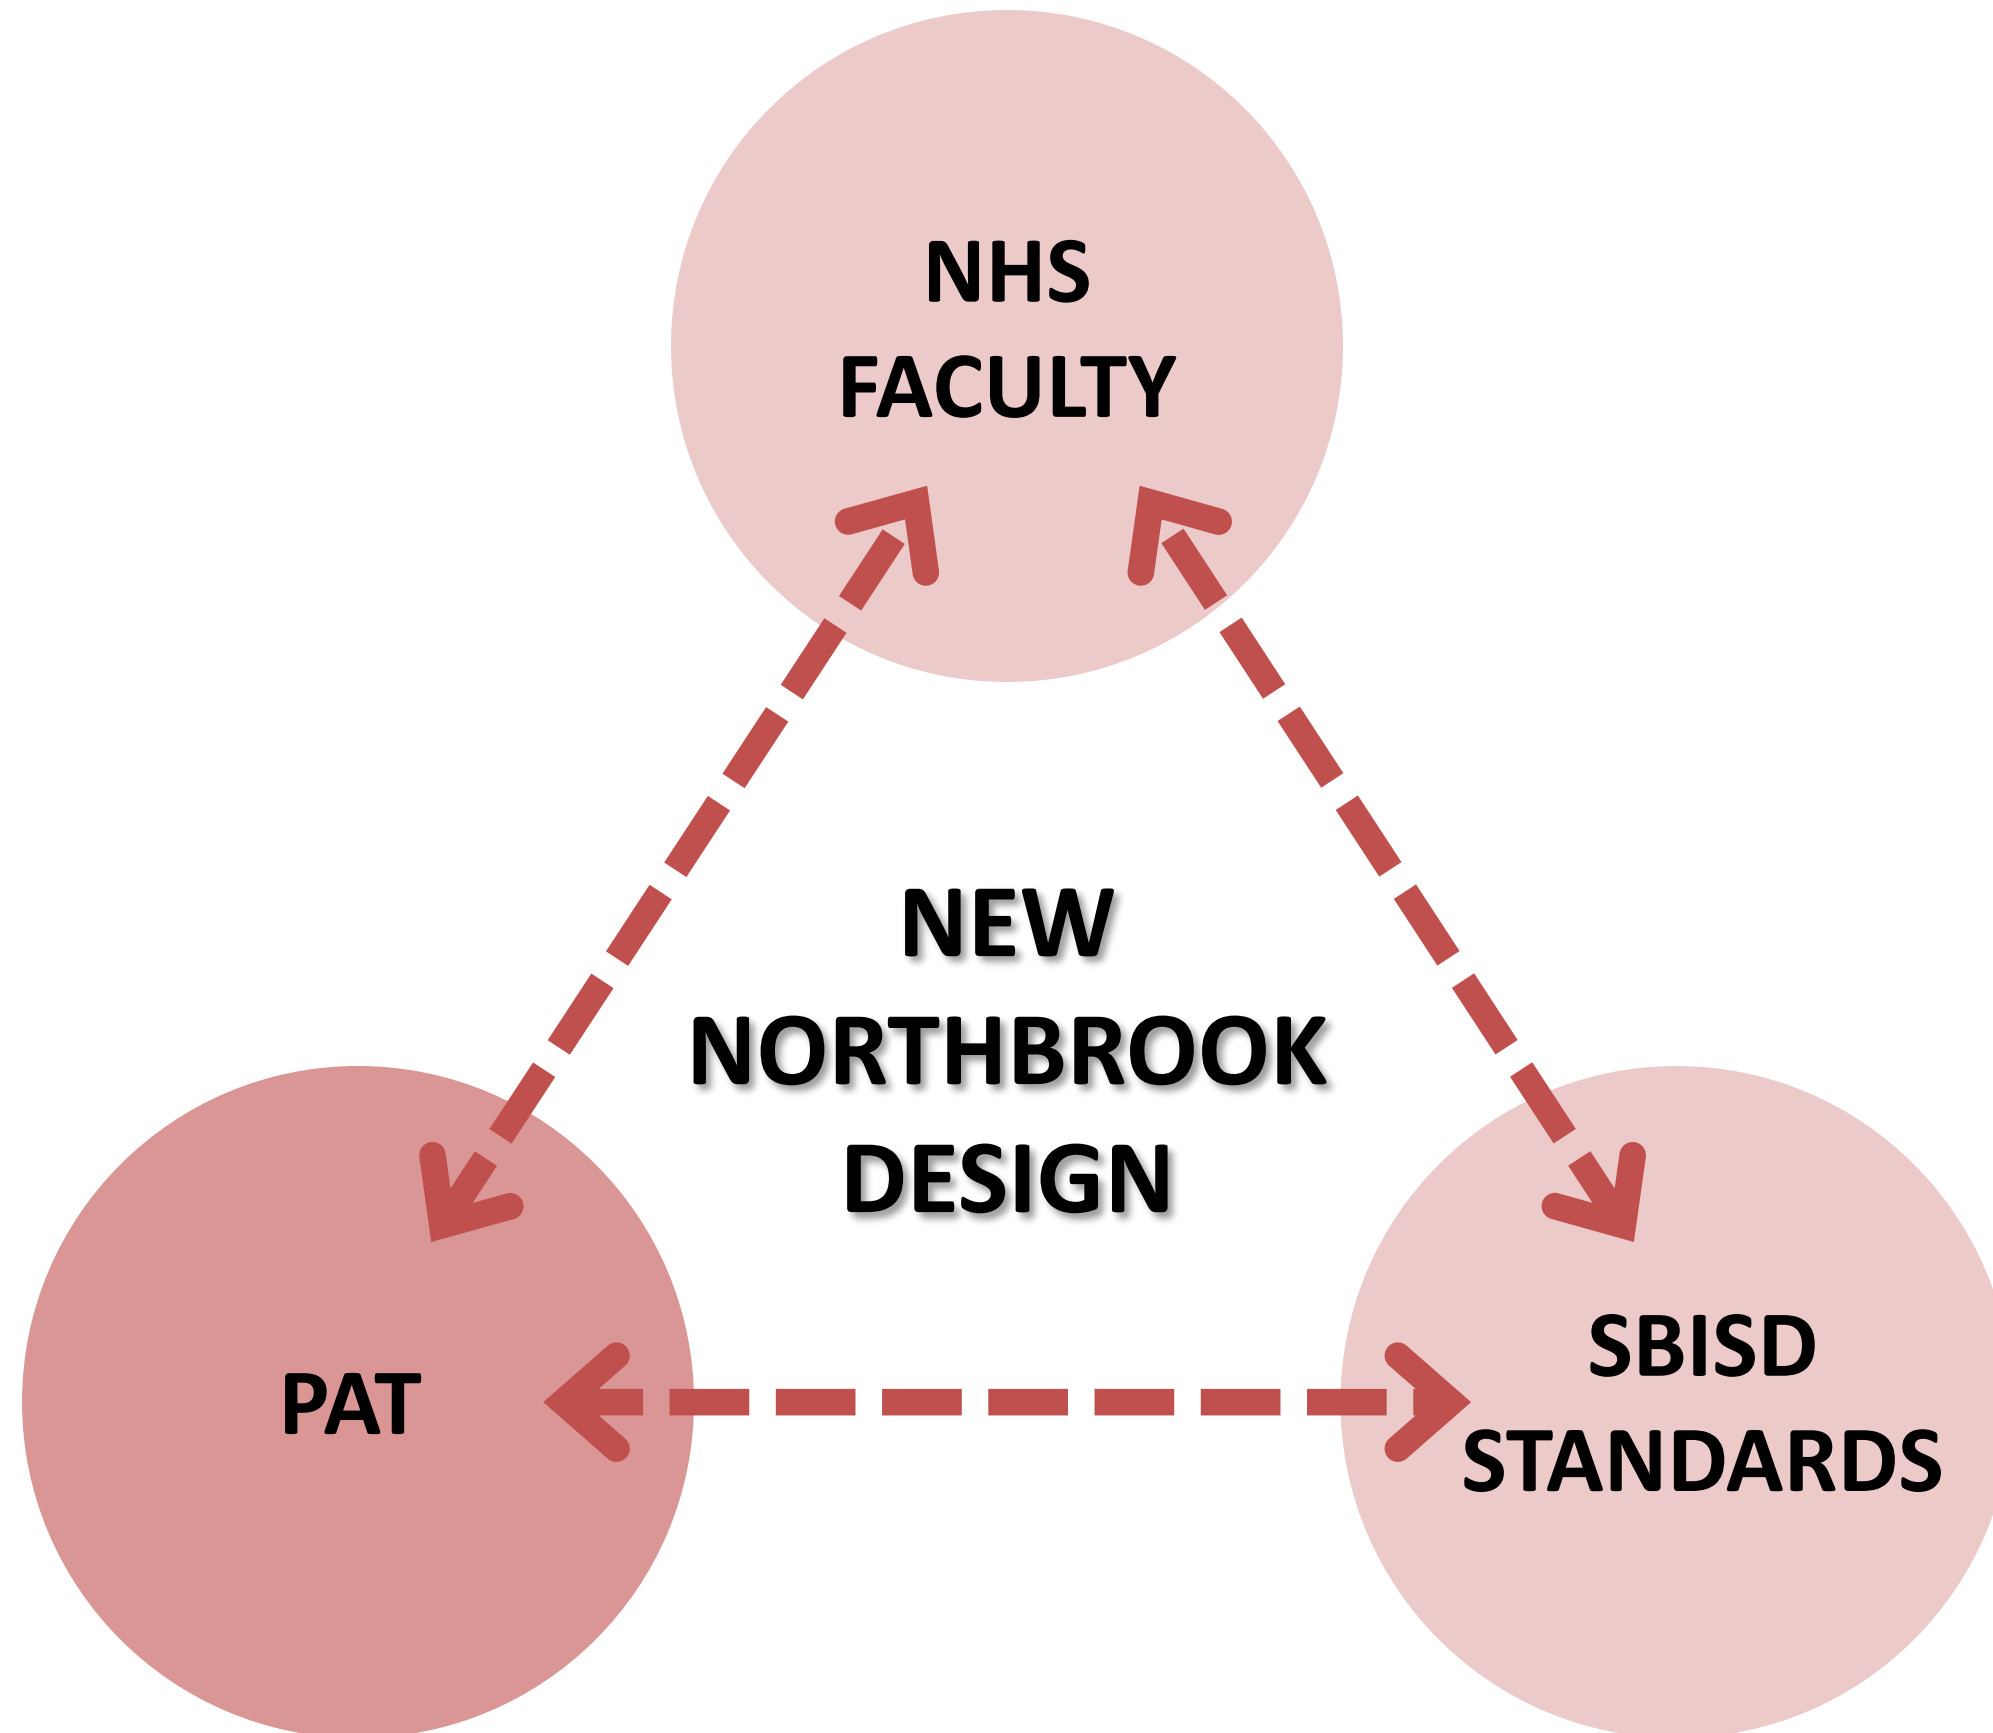 NHS
FACULTY
NEW
NORTHBROOK
DESIGN
PAT
SBISD
STANDARDS